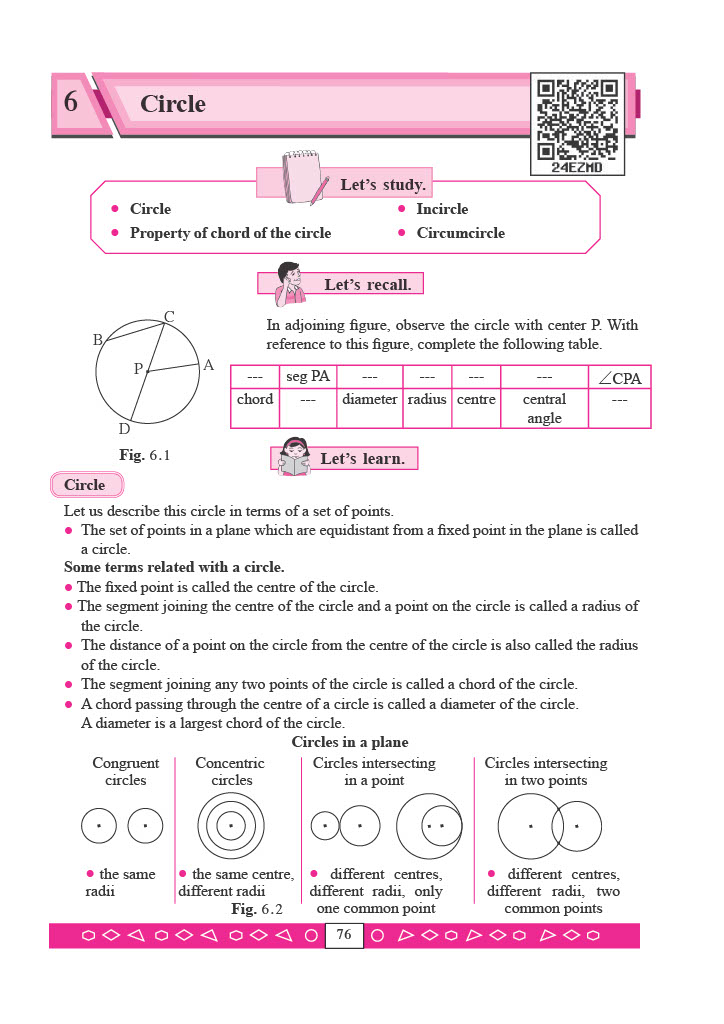 6
Circle
24EZMD
Let's study.
• Circle
• Incircle
• Property of chord of the circle
• Circumcircle
Let's recall.
C
B
P
A
D
Fig. 6.1
In adjoining figure, observe the circle with center P. With
reference to this figure, complete the following table.
--- seg PA --- --- --- --- ∠CPA
chord --- diameter radius centre central ---
angle
Let's learn.
Circle
Let us describe this circle in terms of a set of points.
• The set of points in a plane which are equidistant from a fixed point in the plane is called
a circle.
Some terms related with a circle.
• The fixed point is called the centre of the circle.
• The segment joining the centre of the circle and a point on the circle is called a radius of
the circle.
• The distance of a point on the circle from the centre of the circle is also called the radius
of the circle.
• The segment joining any two points of the circle is called a chord of the circle.
• A chord passing through the centre of a circle is called a diameter of the circle.
A diameter is a largest chord of the circle.
Circles in a plane
Congruent
circles
• the same
radii
Concentric
circles
• the same centre,
different radii
Circles intersecting
in a point
• different centres,
different radii, only
one common point
Circles intersecting
in two points
• different centres,
different radii, two
common points
Fig. 6.2
76